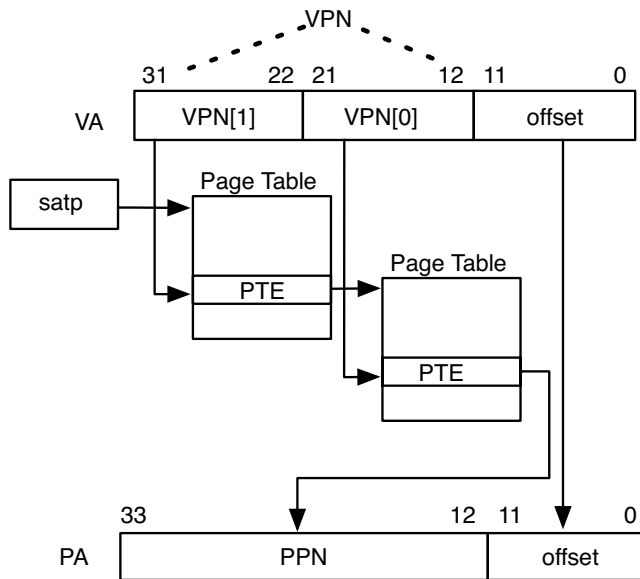 VPN
31 22 21 12 11 0
VA VPN[1] VPN[0] offset
Page Table
satp
Page Table
PTE
PTE
33 12 11 0
PA PPN offset